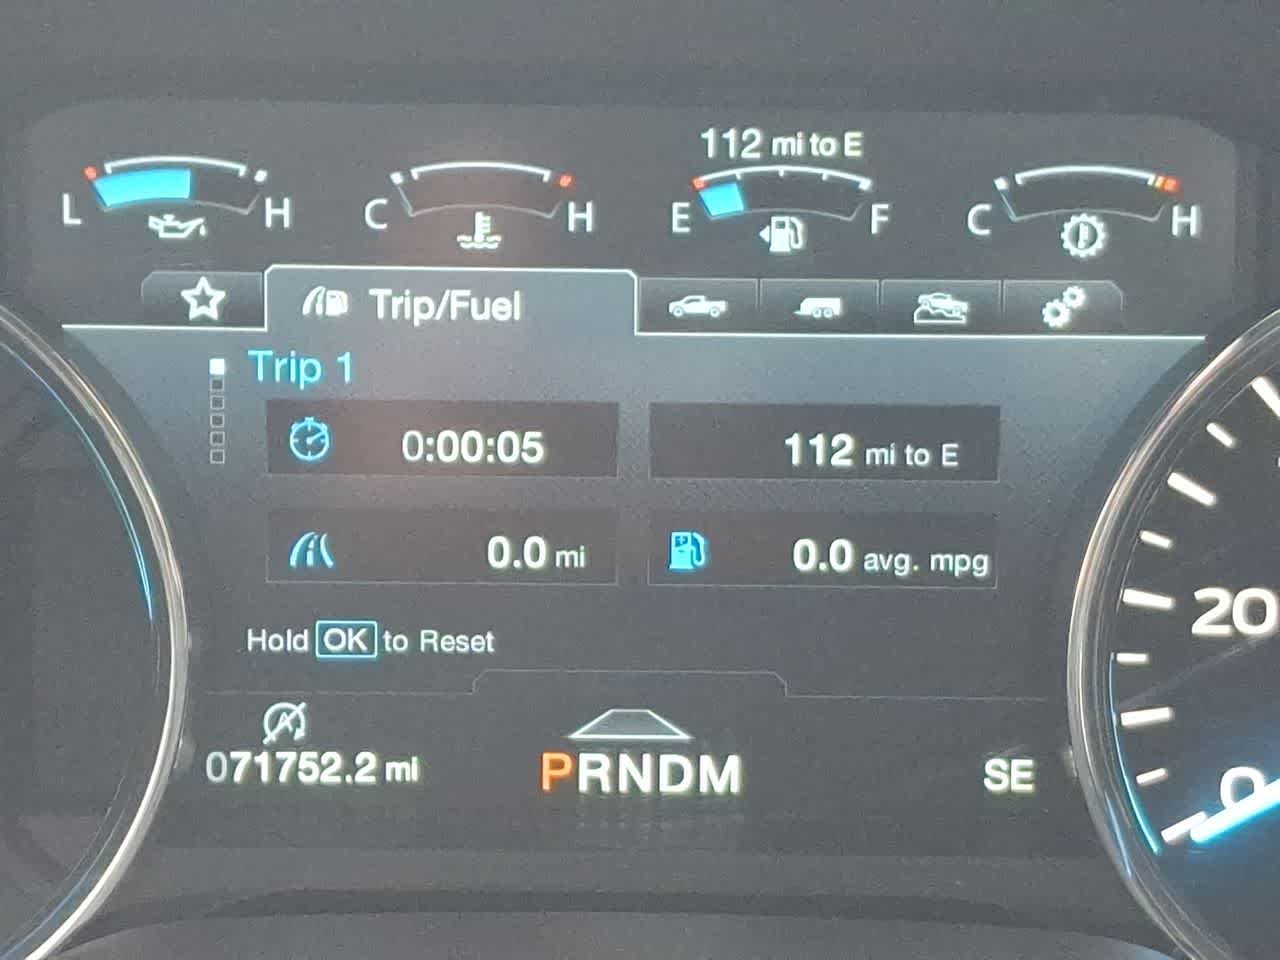 112 mi to E
L H C H E F C H
Trip/Fuel
Trip 1
0:00:05
112 mi to E
0.0 mi
0.0 avg. mpg
Hold OK to Reset
A
071752.2 mi
PRNDM
SE
20
0